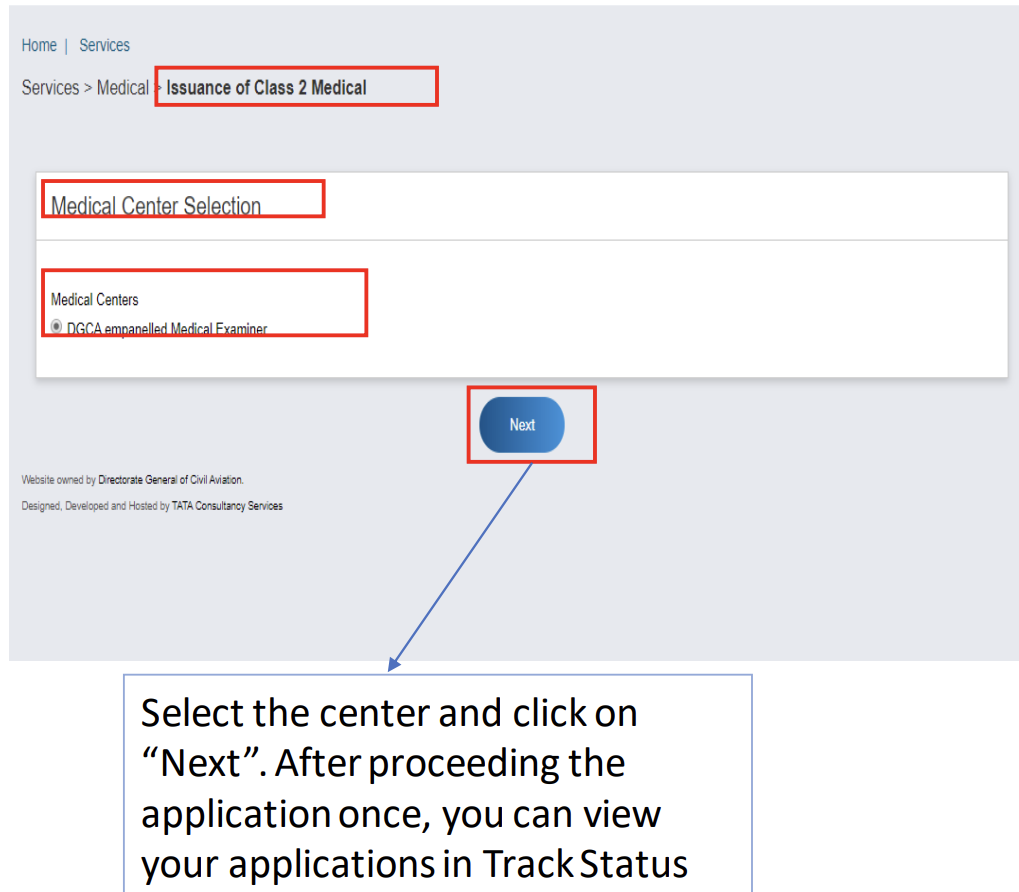 Home | Services
Services > Medical > Issuance of Class 2 Medical
Medical Center Selection
Medical Centers
DGCA empanelled Medical Examiner
Next
Website owned by Directorate General of Civil Aviation.
Designed, Developed and Hosted by TATA Consultancy Services
Select the center and click on
“Next”. After proceeding the
application once, you can view
your applications in Track Status